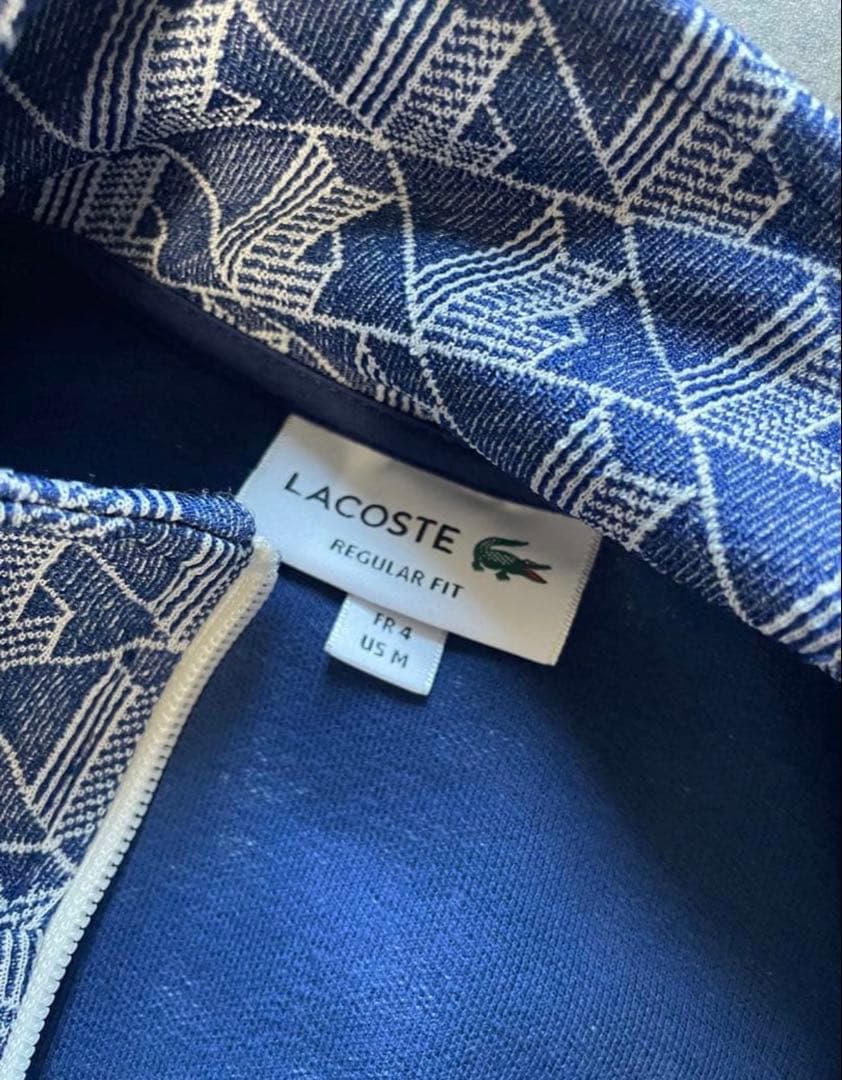 LACOSTE
REGULAR FIT
FR 4
US M